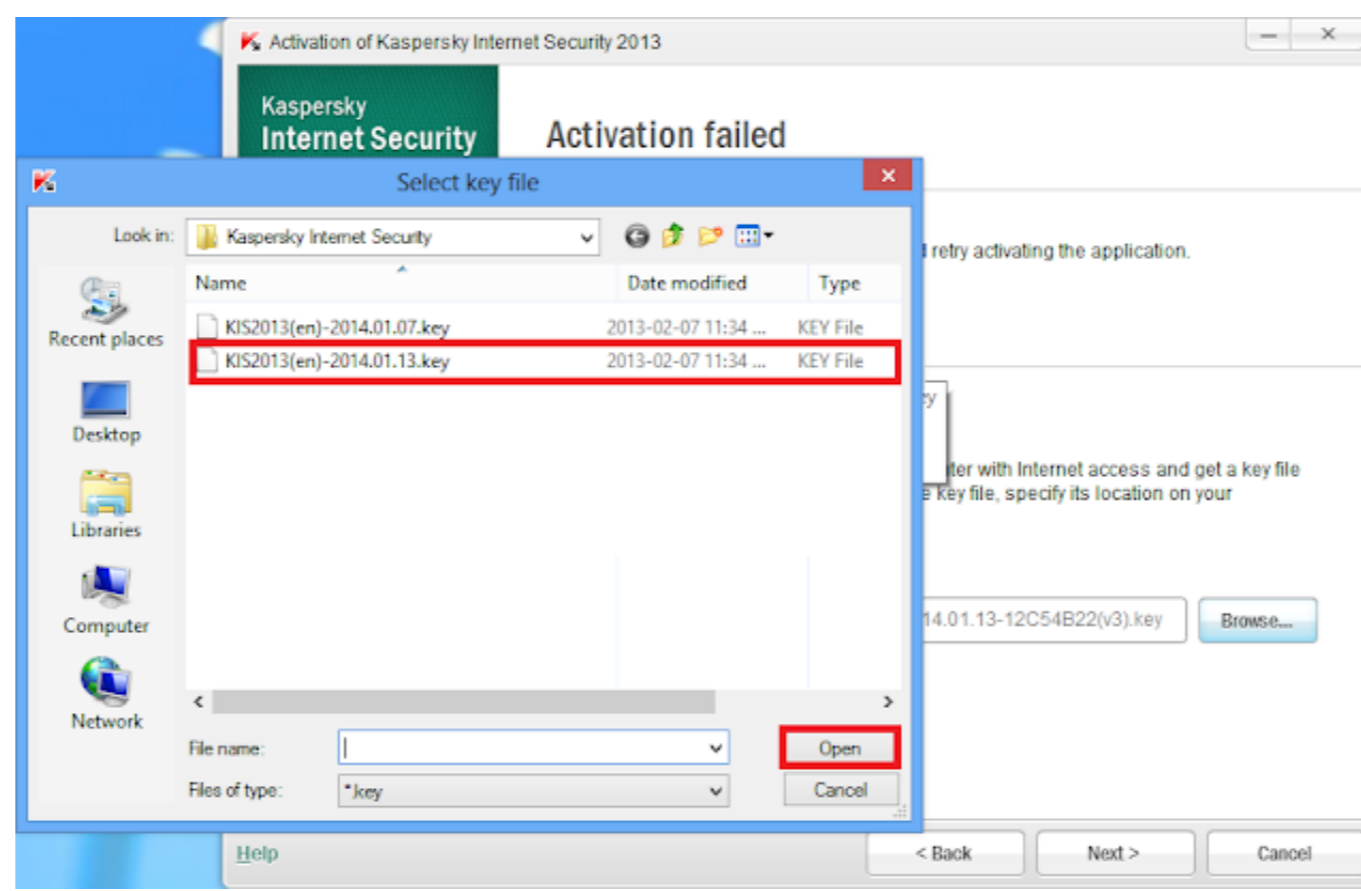 Activation of Kaspersky Internet Security 2013
Kaspersky
Internet Security
Activation failed
Select key file
Look in:
Kaspersky Internet Security
retry activating the application.
Name
Date modified
Type
Recent places
KIS2013(en)-2014.01.07.key
2013-02-07 11:34 ...
KEY File
KIS2013(en)-2014.01.13.key
2013-02-07 11:34 ...
KEY File
Desktop
with Internet access and get a key file
key file, specify its location on your
Libraries
Computer
14.01.13-12C54B22(v3).key
Browse...
Network
File name:
Open
Files of type:
*.key
Cancel
Help
< Back
Next >
Cancel